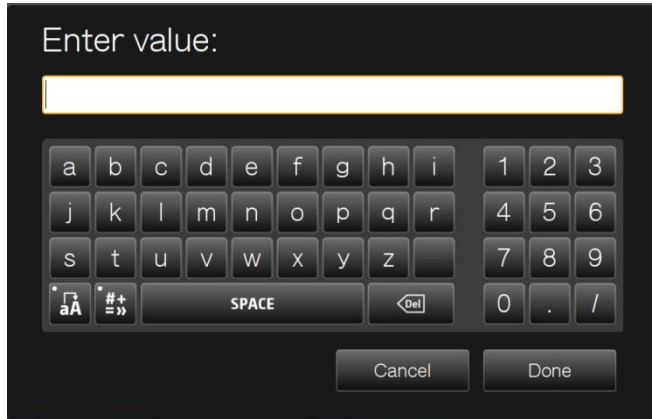 Enter value:
a b c d e f g h i 1 2 3
j k l m n o p q r 4 5 6
s t u v w x y z 7 8 9
aA #+=» SPACE Del 0 . /
Cancel Done